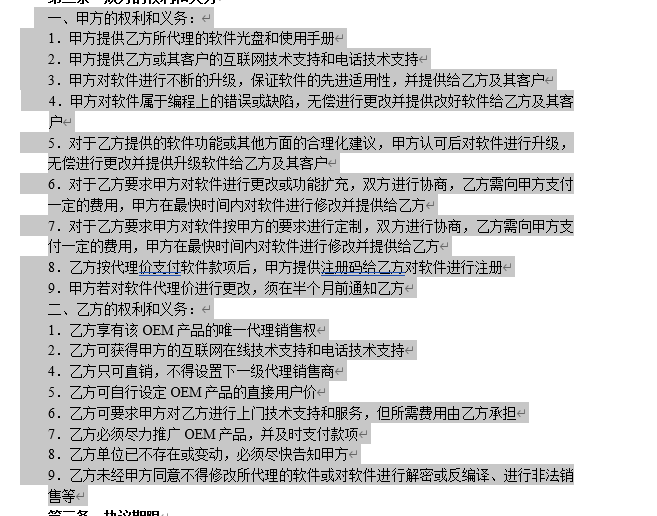 第二条 双方的权利和义务
一、甲方的权利和义务：
1．甲方提供乙方所代理的软件光盘和使用手册
2．甲方提供乙方或其客户的互联网技术支持和电话技术支持
3．甲方对软件进行不断的升级，保证软件的先进适用性，并提供给乙方及其客户
4．甲方对软件属于编程上的错误或缺陷，无偿进行更改并提供改好软件给乙方及其客
户
5．对于乙方提供的软件功能或其他方面的合理化建议，甲方认可后对软件进行升级，
无偿进行更改并提供升级软件给乙方及其客户
6．对于乙方要求甲方对软件进行更改或功能扩充，双方进行协商，乙方需向甲方支付
一定的费用，甲方在最快时间内对软件进行修改并提供给乙方
7．对于乙方要求甲方对软件按甲方的要求进行定制，双方进行协商，乙方需向甲方支
付一定的费用，甲方在最快时间内对软件进行修改并提供给乙方
8．乙方按代理价支付软件款项后，甲方提供注册码给乙方对软件进行注册
9．甲方若对软件代理价进行更改，须在半个月前通知乙方
二、乙方的权利和义务：
1．乙方享有该 OEM 产品的唯一代理销售权
2．乙方可获得甲方的互联网在线技术支持和电话技术支持
4．乙方只可直销，不得设置下一级代理销售商
5．乙方可自行设定 OEM 产品的直接用户价
6．乙方可要求甲方对乙方进行上门技术支持和服务，但所需费用由乙方承担
7．乙方必须尽力推广 OEM 产品，并及时支付款项
8．乙方单位已不存在或变动，必须尽快告知甲方
9．乙方未经甲方同意不得修改所代理的软件或对软件进行解密或反编译、进行非法销
售等
第三条 协议期限